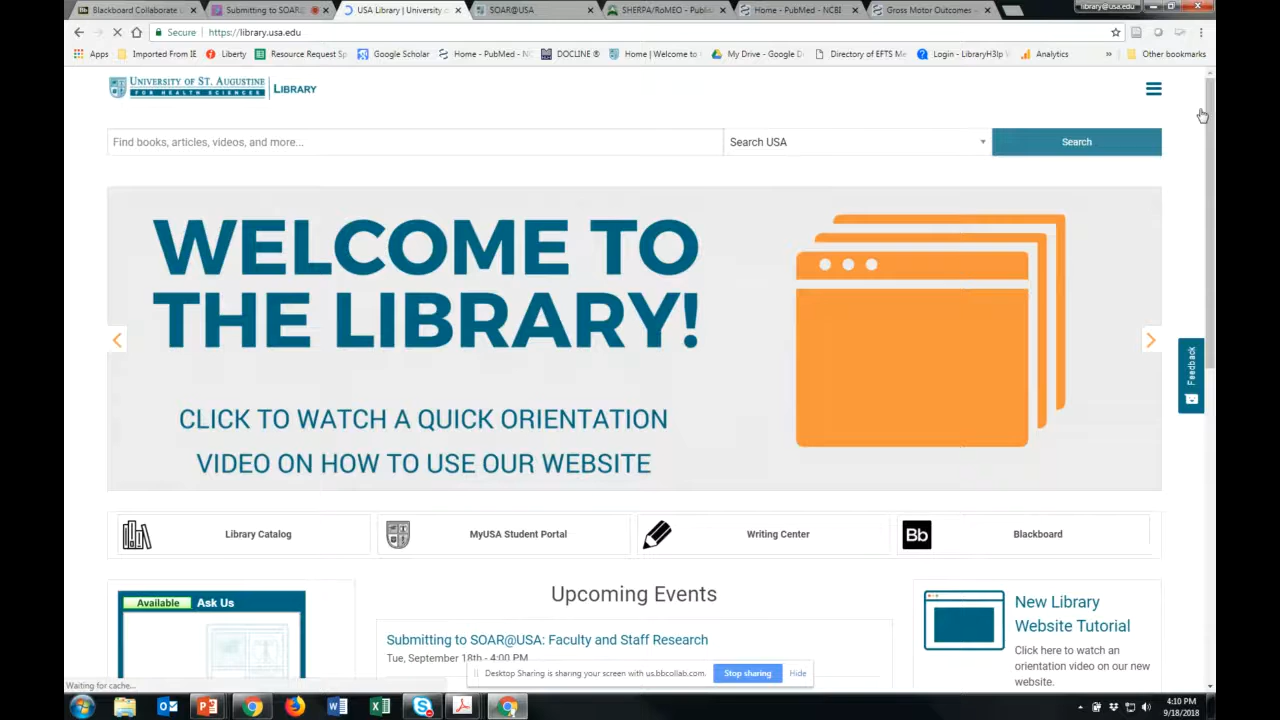 Blackboard Collaborate u
Submitting to SOAR@
USA Library | University o
SOAR@USA
SHERPA/RoMEO - Public
Home - PubMed - NCBI
Gross Motor Outcomes –
library@usa.edu
Secure
https://library.usa.edu
Apps
Imported From IE
Liberty
Resource Request Sp
Google Scholar
Home - PubMed - NC
DOCLINE ®
Home | Welcome to
My Drive - Google D
Directory of EFTS Me
Login - LibraryH3lp
Analytics
»
Other bookmarks
UNIVERSITY OF ST. AUGUSTINE
FOR HEALTH SCIENCES
LIBRARY
Find books, articles, videos, and more...
Search USA
Search
WELCOME TO
THE LIBRARY!
CLICK TO WATCH A QUICK ORIENTATION
VIDEO ON HOW TO USE OUR WEBSITE
Feedback
Library Catalog
MyUSA Student Portal
Writing Center
Bb
Blackboard
Available
Ask Us
Upcoming Events
Submitting to SOAR@USA: Faculty and Staff Research
Tue, September 18th - 4:00 PM
New Library
Website Tutorial
Click here to watch an
orientation video on our new
website.
Desktop Sharing is sharing your screen with us.bbcollab.com.
Stop sharing
Hide
Waiting for cache...
4:10 PM
9/18/2018